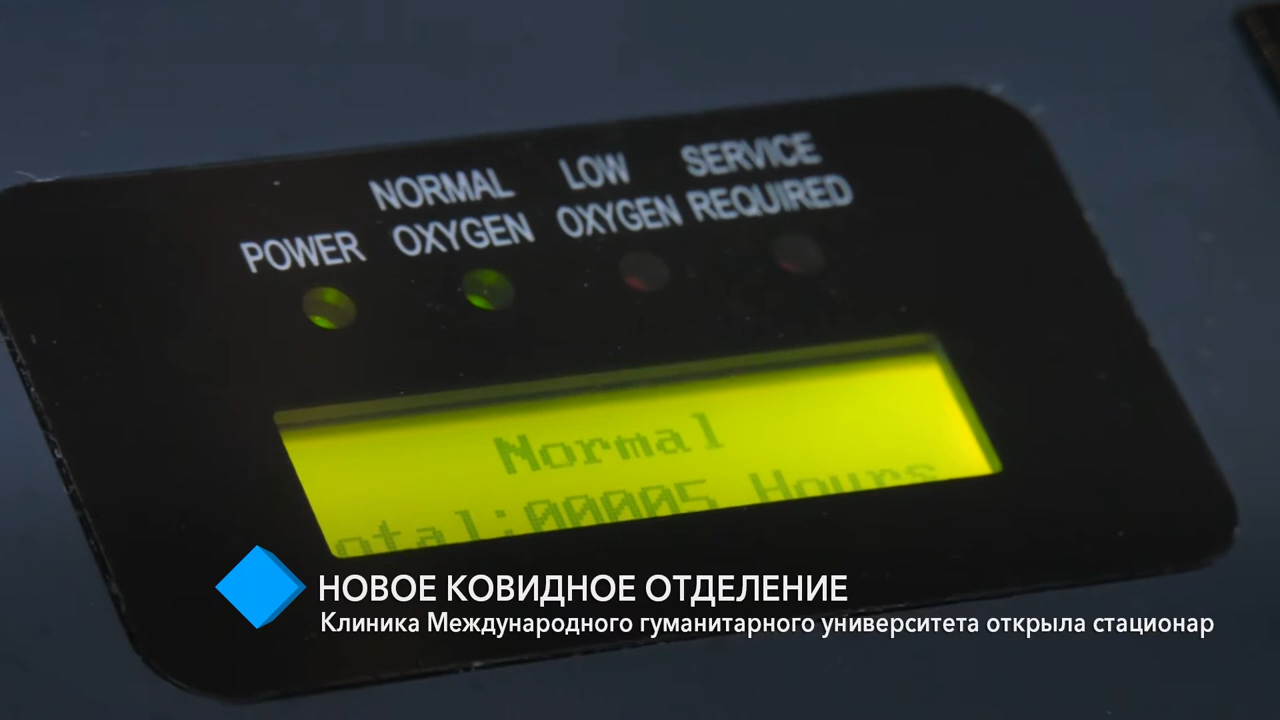 NORMAL LOW SERVICE
POWER OXYGEN OXYGEN REQUIRED
Normal
otal:00005 Hours
НОВОЕ КОВИДНОЕ ОТДЕЛЕНИЕ
Клиника Международного гуманитарного университета открыла стационар